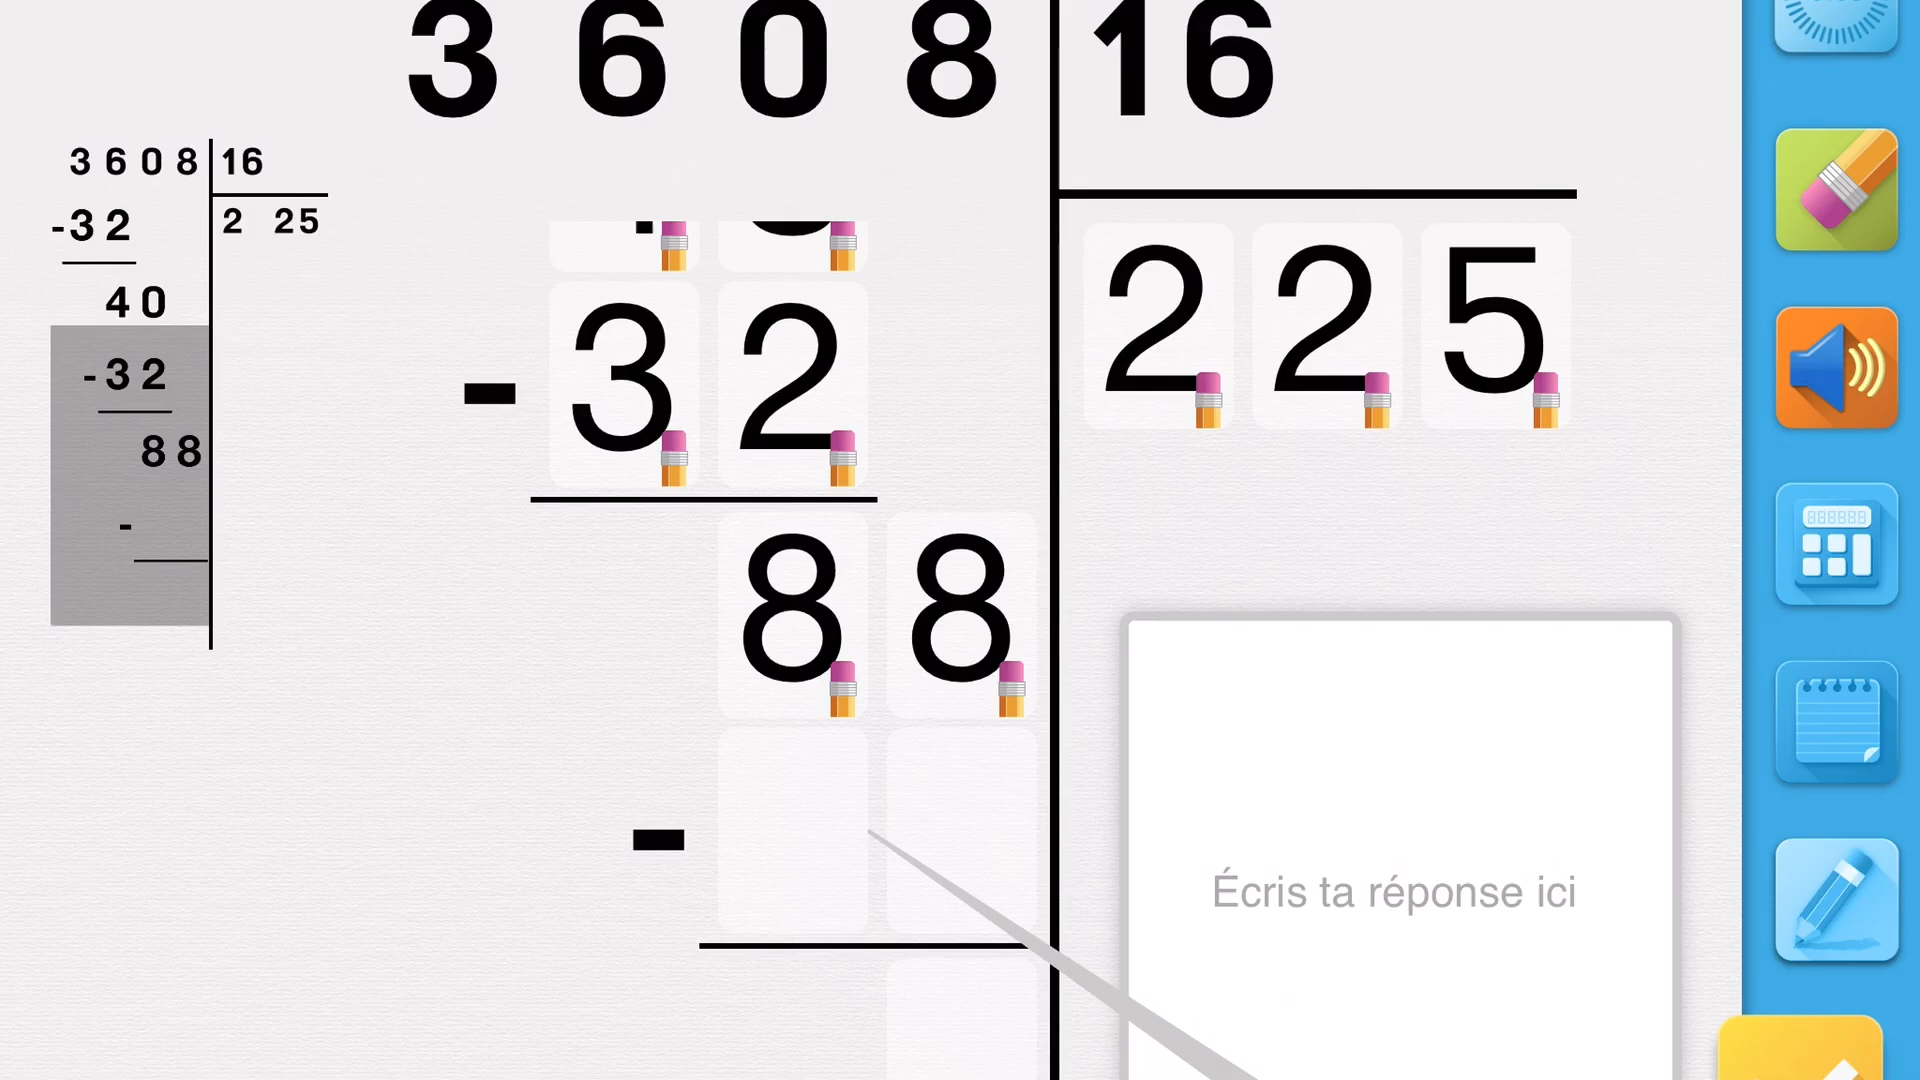 3 6 0 8 16
3 6 0 8 16
-3 2 2 25
4 0
-3 2
8 8
-
2 2 5
- 3 2
8 8
-
Écris ta réponse ici